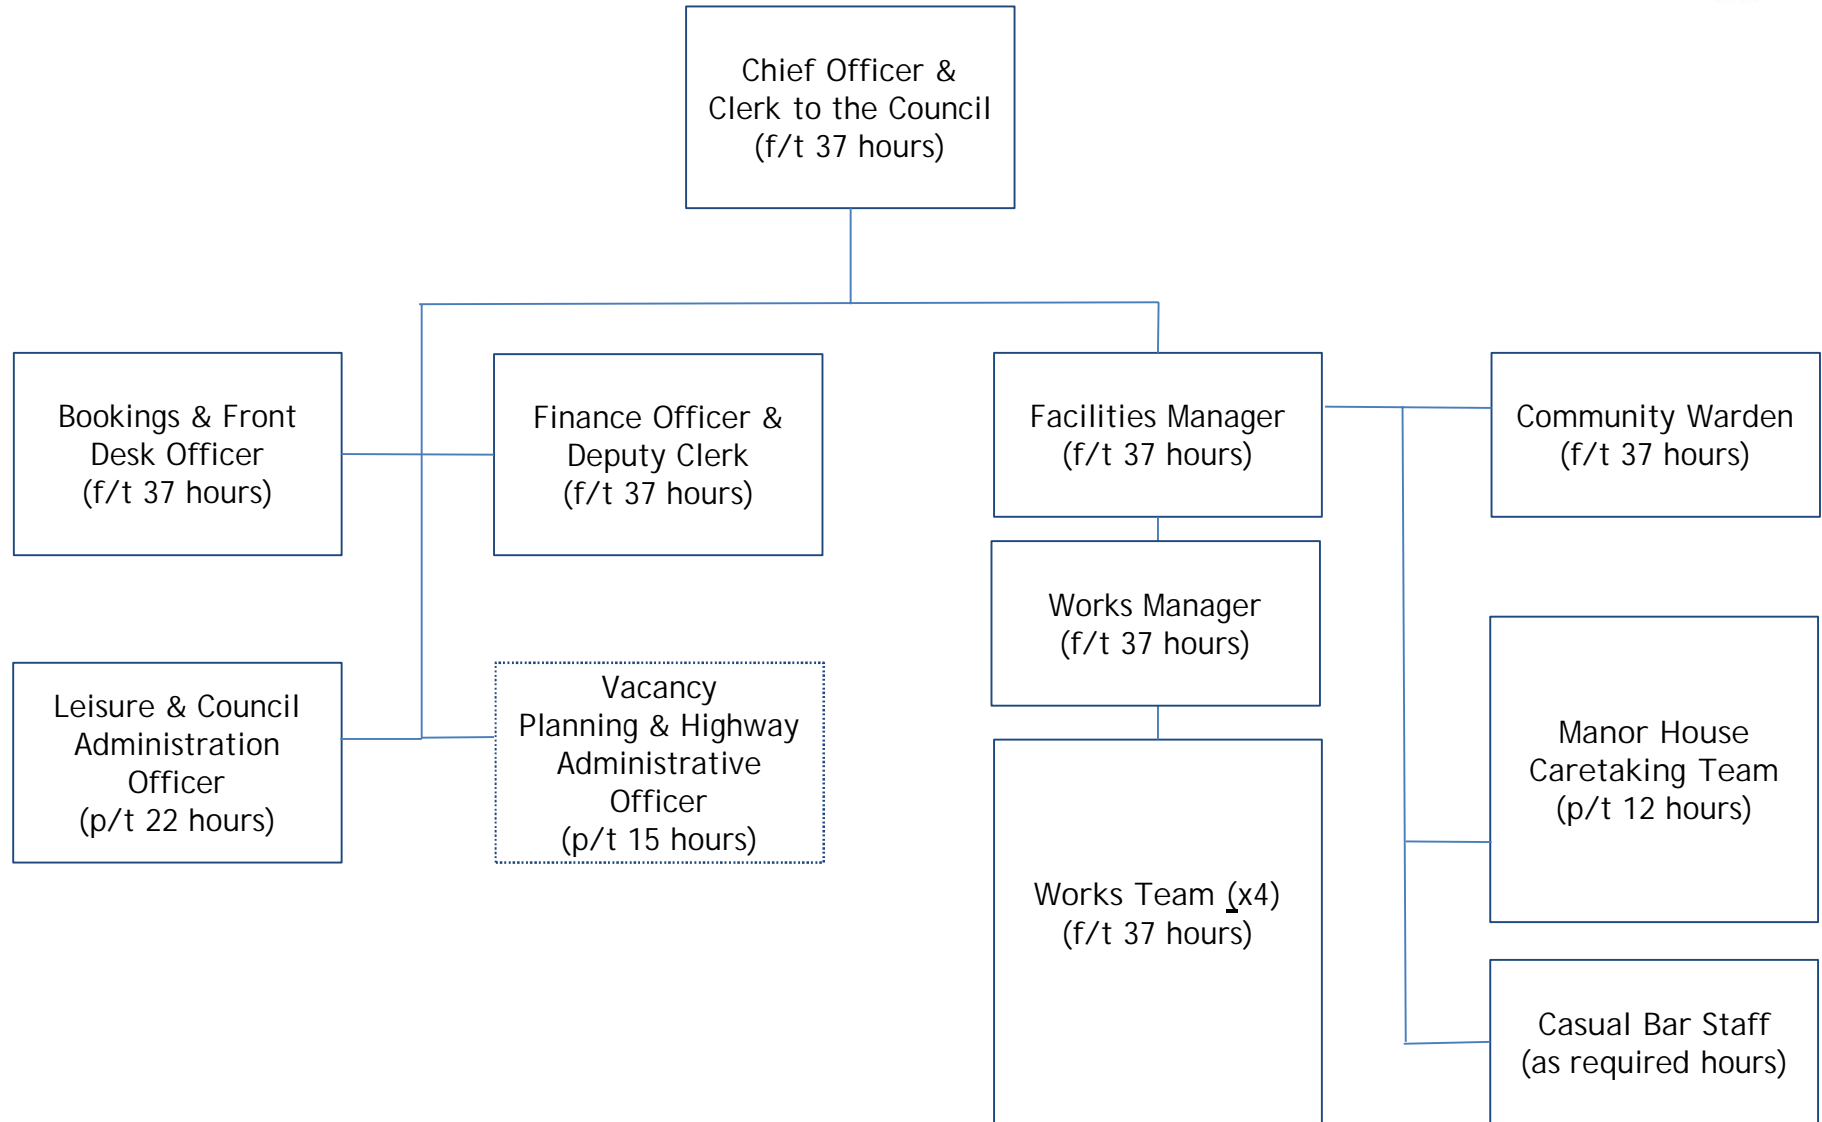 Chief Officer &
Clerk to the Council
(f/t 37 hours)
Bookings & Front
Desk Officer
(f/t 37 hours)
Finance Officer &
Deputy Clerk
(f/t 37 hours)
Facilities Manager
(f/t 37 hours)
Community Warden
(f/t 37 hours)
Works Manager
(f/t 37 hours)
Leisure & Council
Administration
Officer
(p/t 22 hours)
Vacancy
Planning & Highway
Administrative
Officer
(p/t 15 hours)
Manor House
Caretaking Team
(p/t 12 hours)
Works Team (x4)
(f/t 37 hours)
Casual Bar Staff
(as required hours)